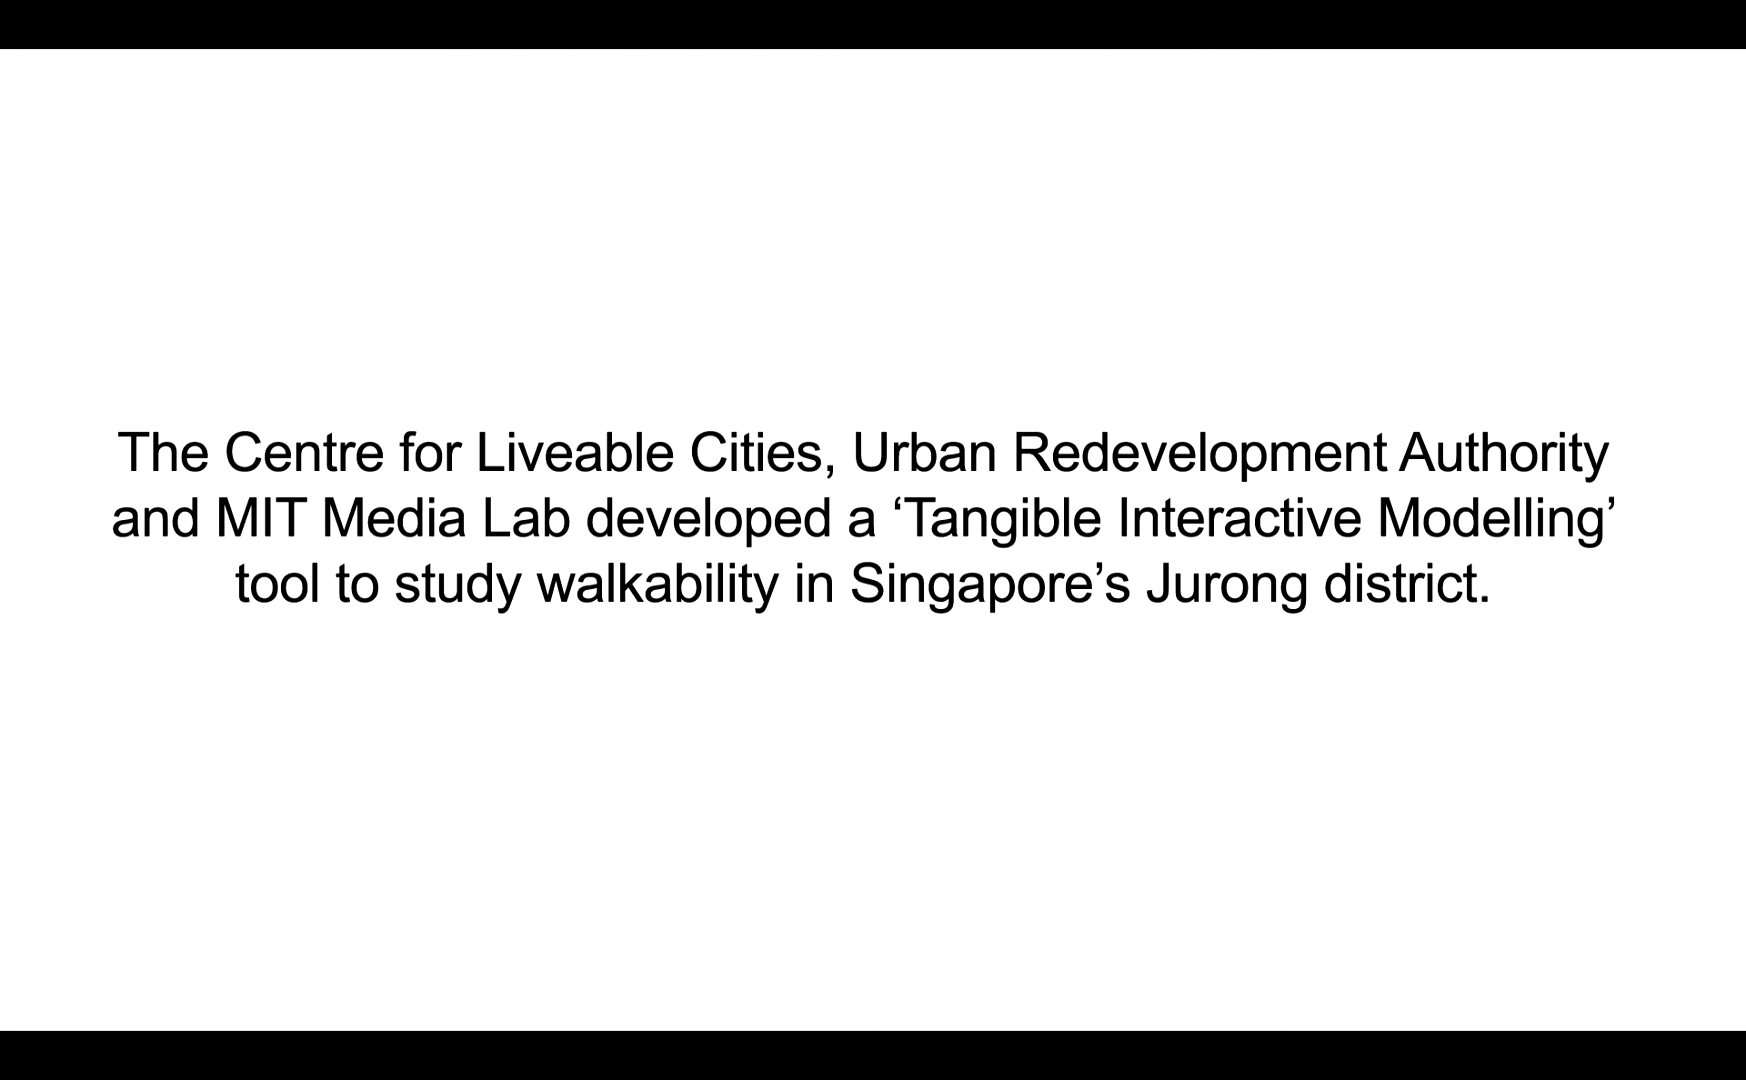 The Centre for Liveable Cities, Urban Redevelopment Authority
and MIT Media Lab developed a ‘Tangible Interactive Modelling’
tool to study walkability in Singapore’s Jurong district.